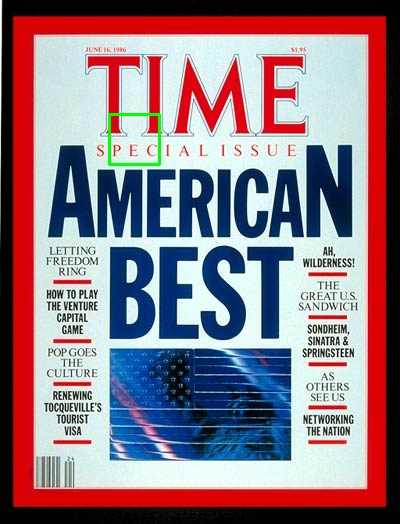 JUNE 16, 1986 $1.95
TIME
SPECIAL ISSUE
AMERICAN
BEST
LETTING
FREEDOM
RING
HOW TO PLAY
THE VENTURE
CAPITAL
GAME
POP GOES
THE
CULTURE
RENEWING
TOCQUEVILLE'S
TOURIST
VISA
AH,
WILDERNESS!
THE
GREAT U.S.
SANDWICH
SONDHEIM,
SINATRA &
SPRINGSTEEN
AS
OTHERS
SEE US
NETWORKING
THE NATION
24